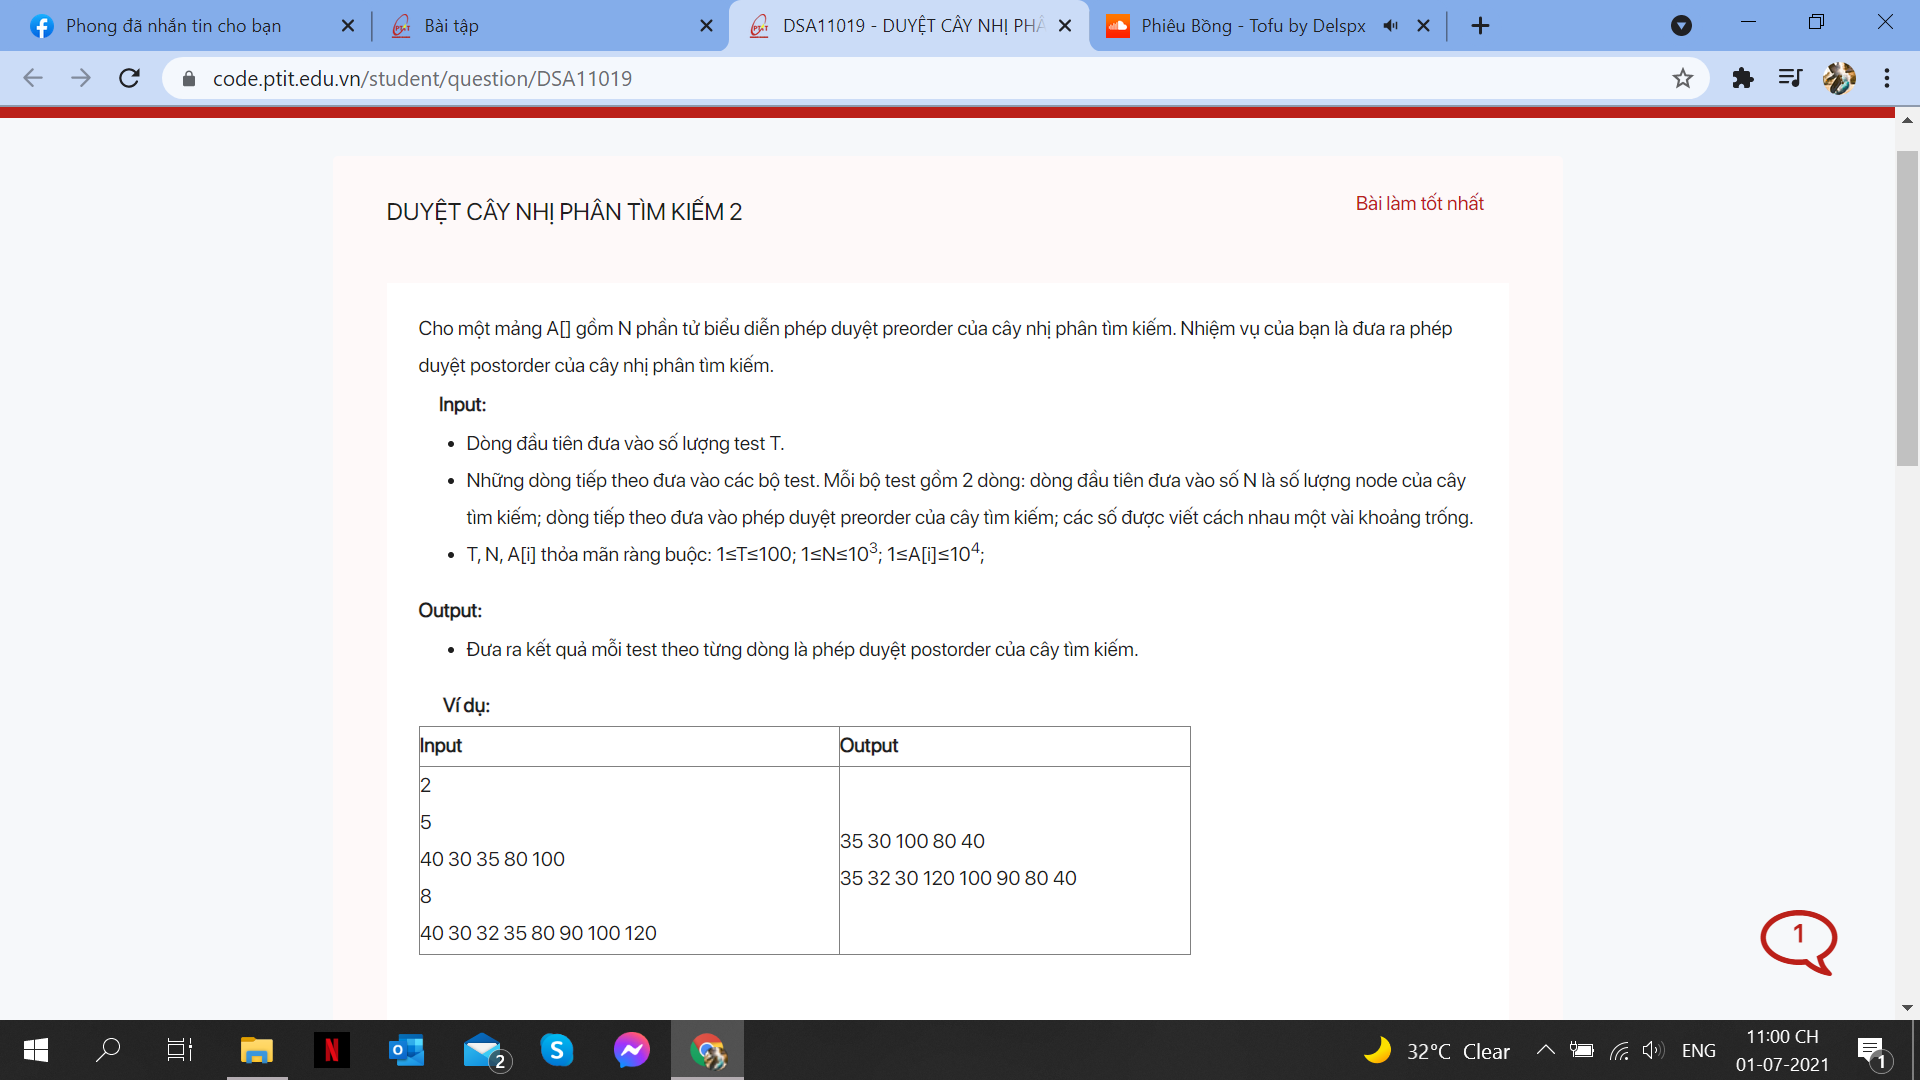 Phong đã nhắn tin cho bạn
Bài tập
DSA11019 - DUYỆT CÂY NHỊ PHÂ
Phiêu Bồng - Tofu by Delspx
code.ptit.edu.vn/student/question/DSA11019
DUYỆT CÂY NHỊ PHÂN TÌM KIẾM 2
Bài làm tốt nhất
Cho một mảng A[] gồm N phần tử biểu diễn phép duyệt preorder của cây nhị phân tìm kiếm. Nhiệm vụ của bạn là đưa ra phép
duyệt postorder của cây nhị phân tìm kiếm.
Input:
• Dòng đầu tiên đưa vào số lượng test T.
• Những dòng tiếp theo đưa vào các bộ test. Mỗi bộ test gồm 2 dòng: dòng đầu tiên đưa vào số N là số lượng node của cây
tìm kiếm; dòng tiếp theo đưa vào phép duyệt preorder của cây tìm kiếm; các số được viết cách nhau một vài khoảng trống.
• T, N, A[i] thỏa mãn ràng buộc: 1≤T≤100; 1≤N≤10³; 1≤A[i]≤10⁴;
Output:
• Đưa ra kết quả mỗi test theo từng dòng là phép duyệt postorder của cây tìm kiếm.
Ví dụ:
Input
Output
2
5
40 30 35 80 100
8
40 30 32 35 80 90 100 120
35 30 100 80 40
35 32 30 120 100 90 80 40
1
N
2
32°C Clear
ENG
11:00 CH
01-07-2021
1